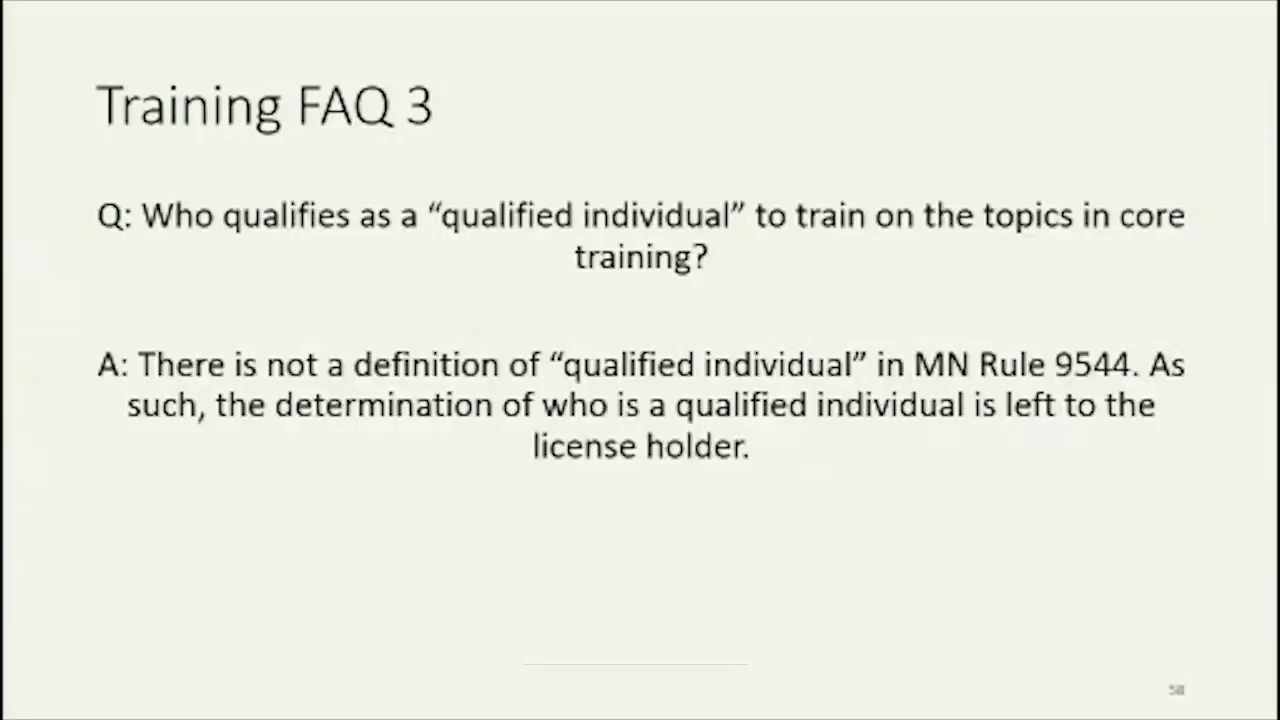 Training FAQ 3
Q: Who qualifies as a “qualified individual” to train on the topics in core
training?
A: There is not a definition of “qualified individual” in MN Rule 9544. As
such, the determination of who is a qualified individual is left to the
license holder.
58